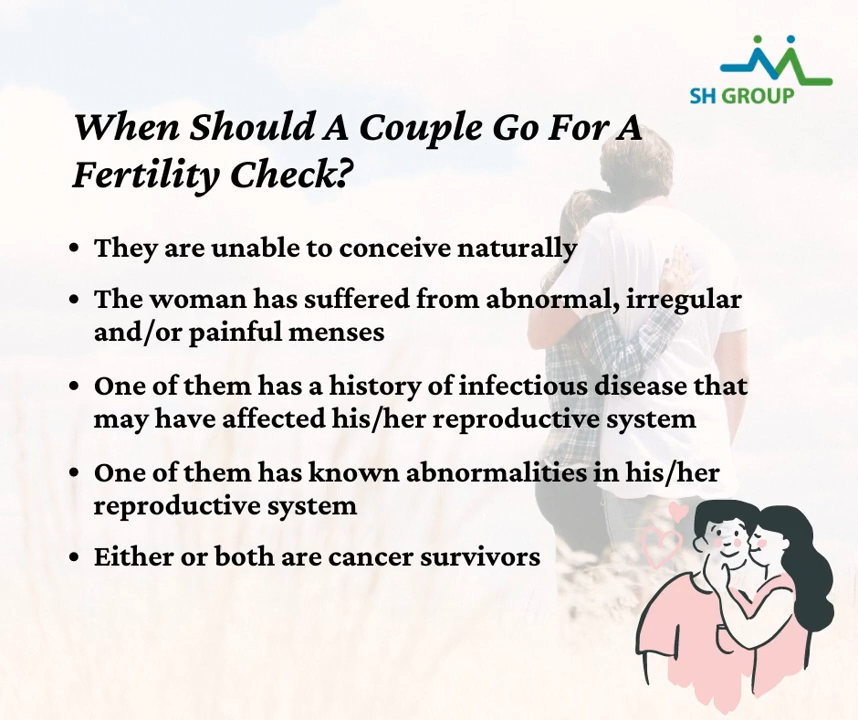 SH GROUP
When Should A Couple Go For A
Fertility Check?
• They are unable to conceive naturally
• The woman has suffered from abnormal, irregular
and/or painful menses
• One of them has a history of infectious disease that
may have affected his/her reproductive system
• One of them has known abnormalities in his/her
reproductive system
• Either or both are cancer survivors